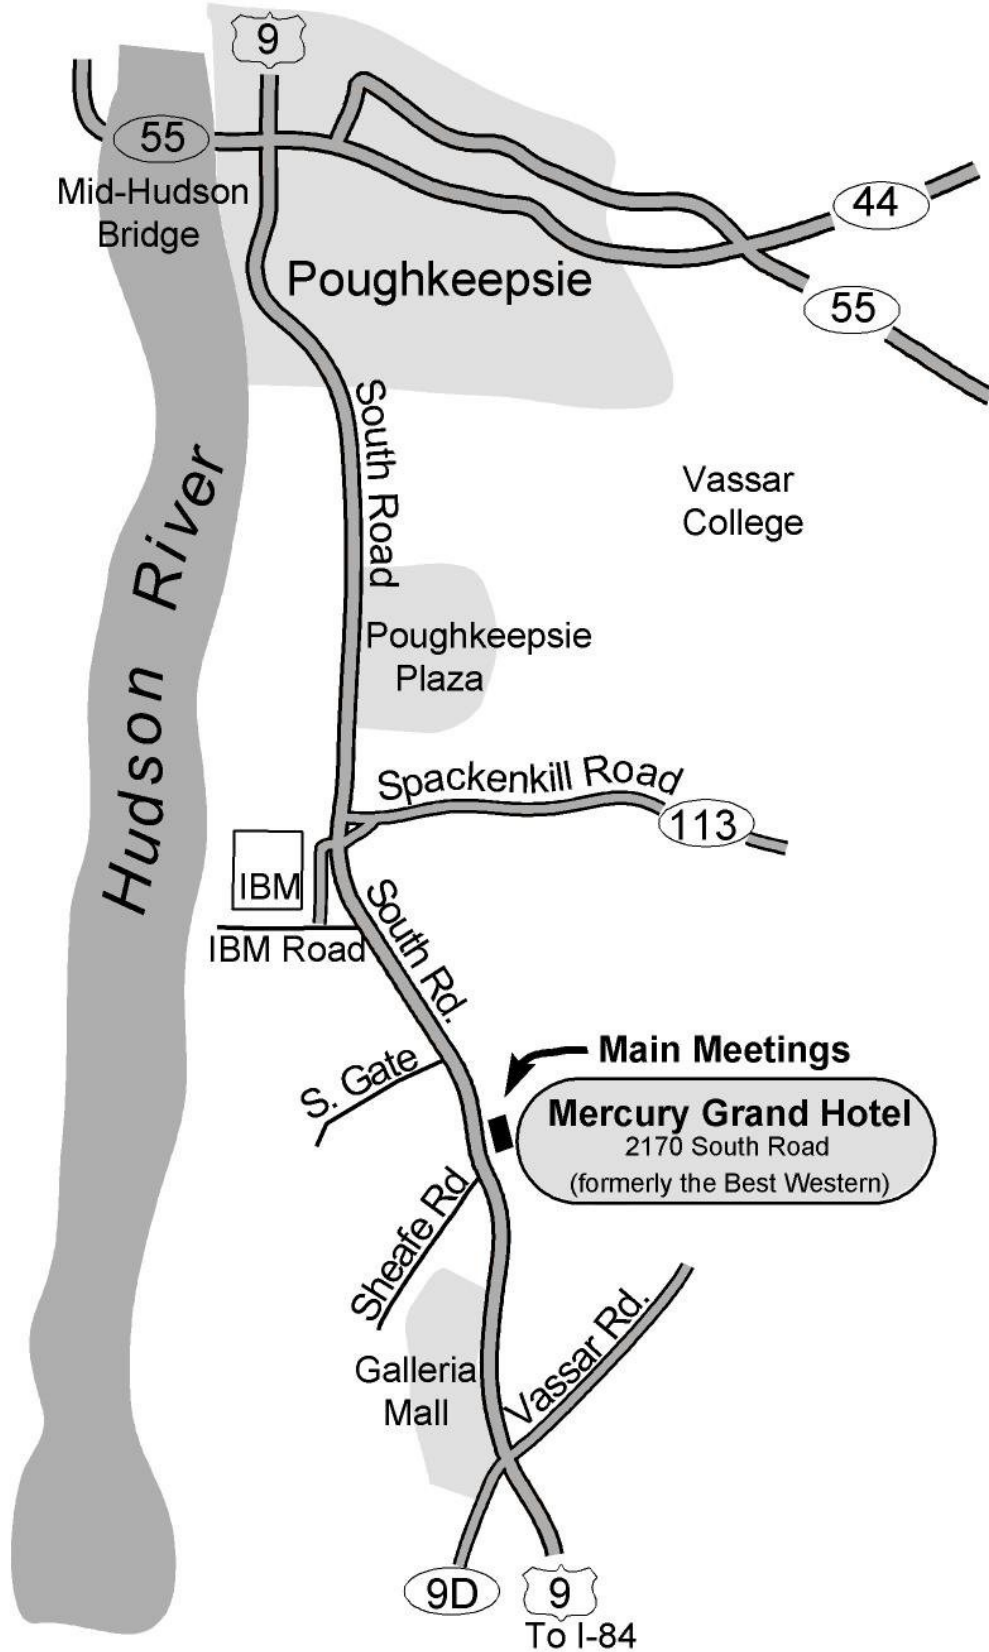 9
55
Mid-Hudson
Bridge
44
Poughkeepsie
55
South Road
Vassar
College
Hudson River
Poughkeepsie
Plaza
Spackenkill Road
113
IBM
IBM Road
South Rd.
S. Gate
Main Meetings
Mercury Grand Hotel
2170 South Road
(formerly the Best Western)
Sheafe Rd
Vassar Rd.
Galleria
Mall
9D
9
To I-84